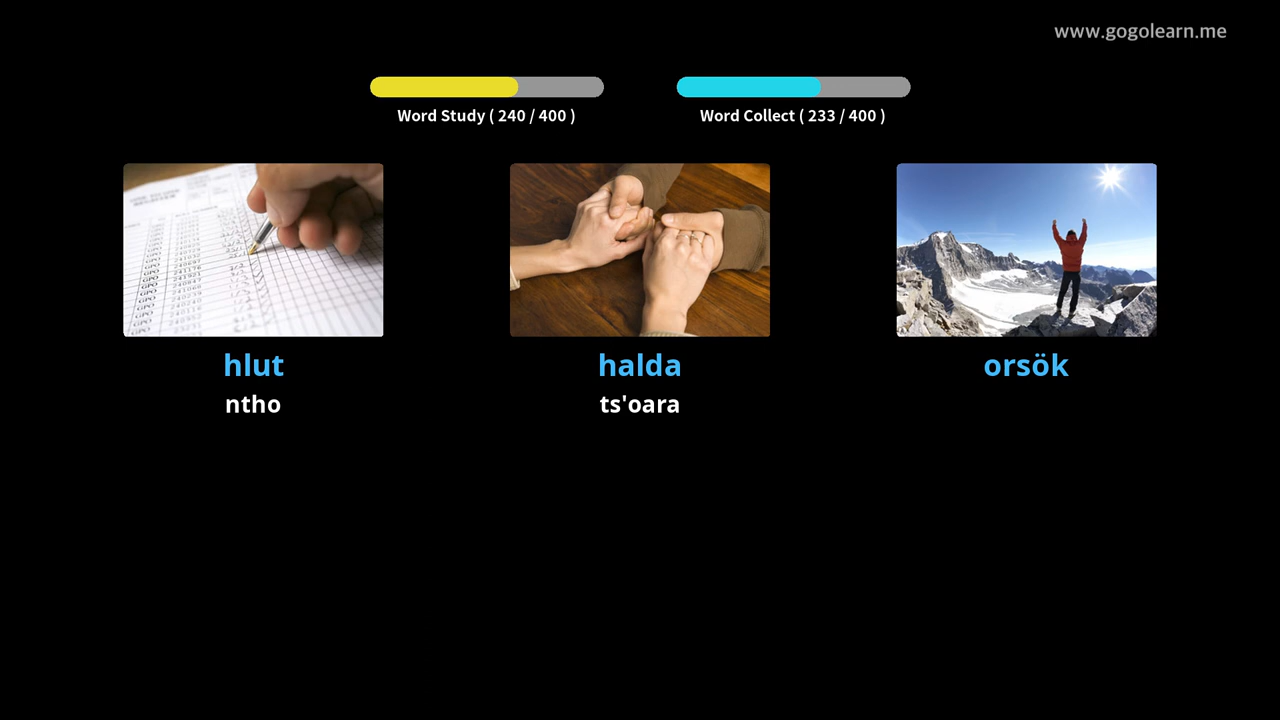 www.gogolearn.me
Word Study ( 240 / 400 )
Word Collect ( 233 / 400 )
hlut
ntho
halda
ts'oara
orsök